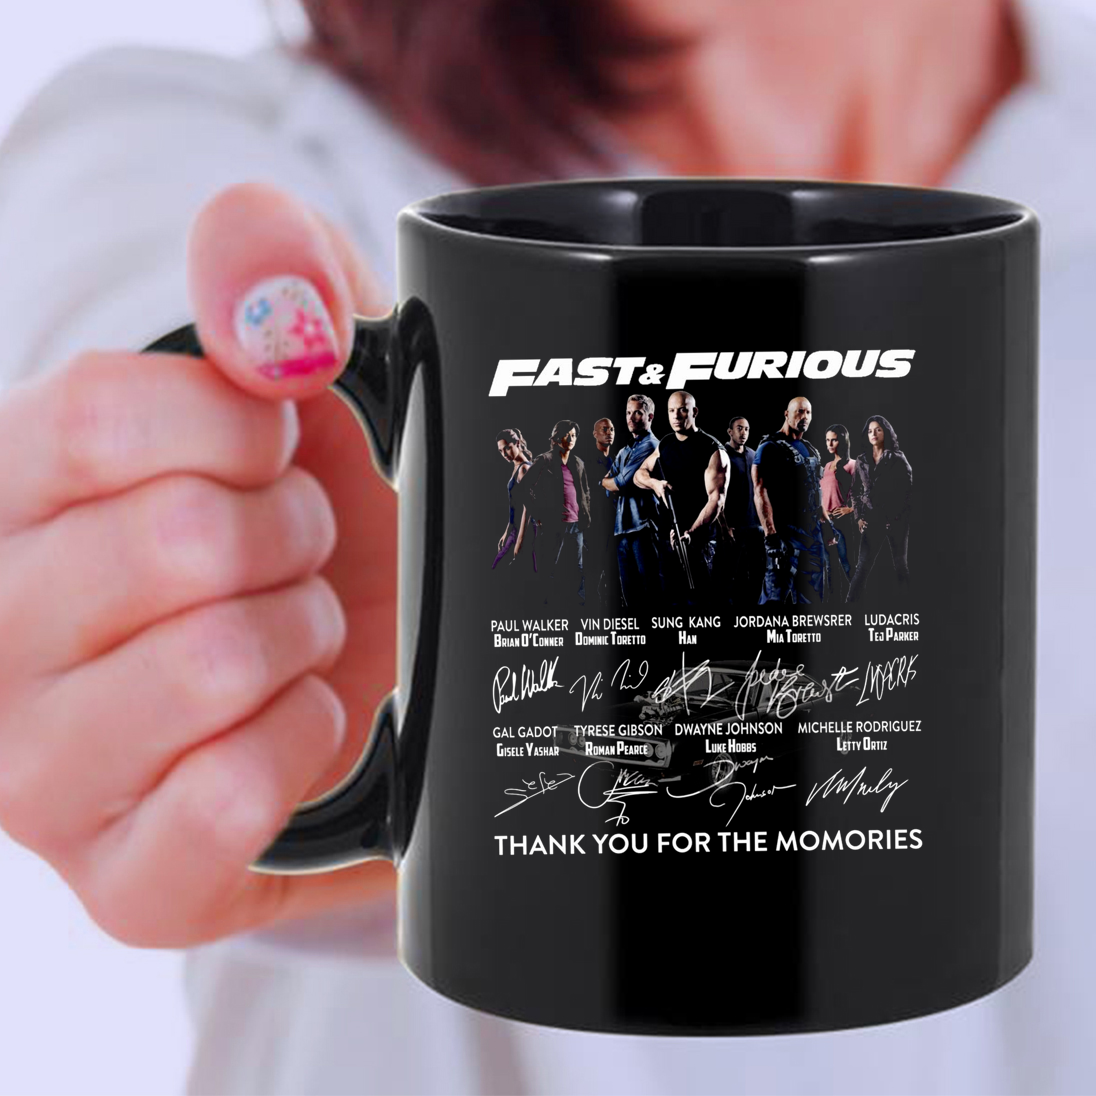 FAST & FURIOUS
PAUL WALKER VIN DIESEL SUNG KANG JORDANA BREWSRER LUDACRIS
BRIAN O'CONNER DOMINIC TORETTO HAN MIA TORETTO TEJ PARKER
GAL GADOT TYRESE GIBSON DWAYNE JOHNSON MICHELLE RODRIGUEZ
GISELE YASHAR ROMAN PEARCE LUKE HOBBS LETTY ORTIZ
Dwayne
Johnson
THANK YOU FOR THE MOMORIES